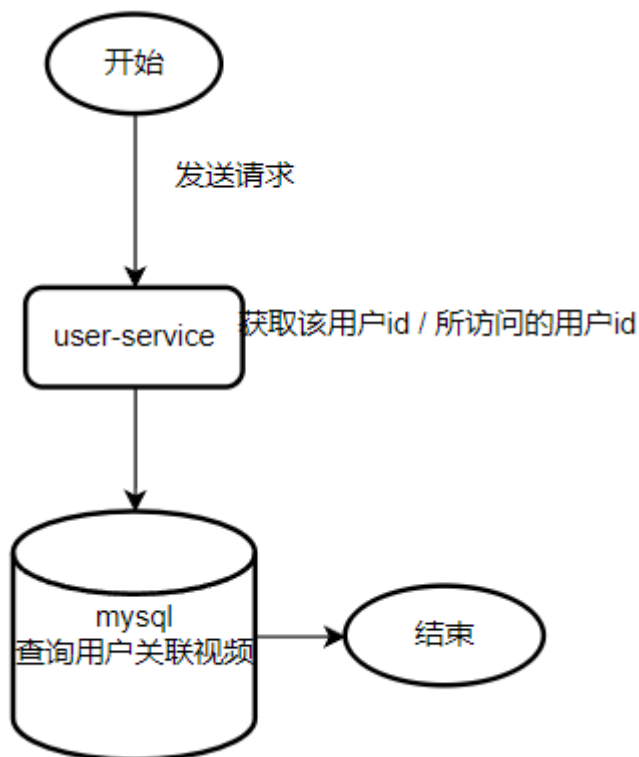 开始
发送请求
user-service
获取该用户id / 所访问的用户id
mysql
查询用户关联视频
结束